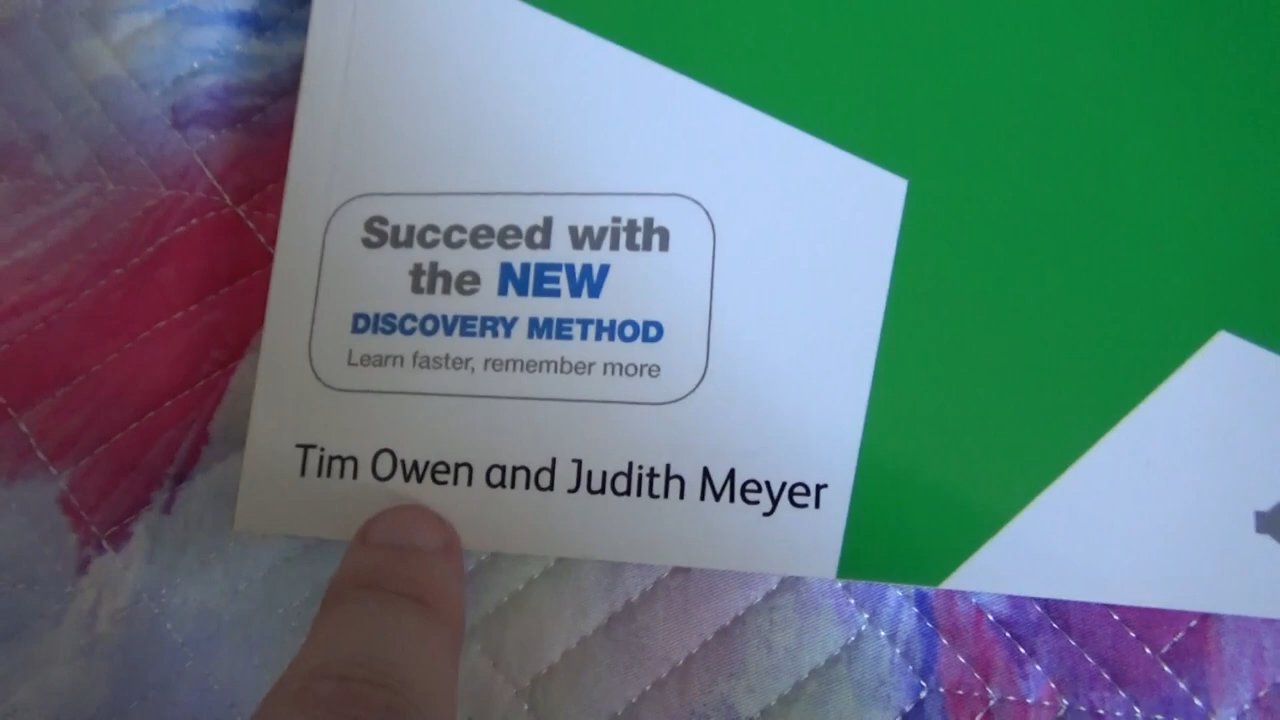 Succeed with
the NEW
DISCOVERY METHOD
Learn faster, remember more
Tim Owen and Judith Meyer